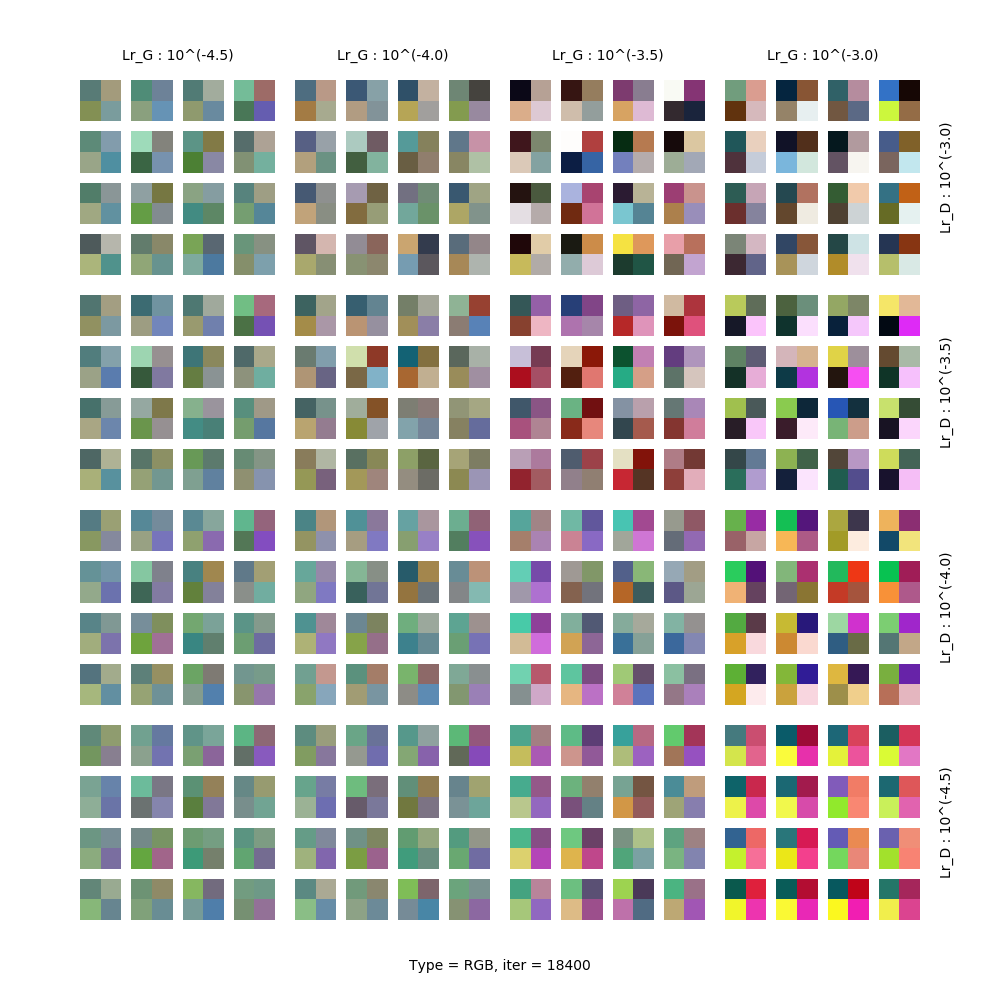 Lr_G : 10^(-4.5)
Lr_G : 10^(-4.0)
Lr_G : 10^(-3.5)
Lr_G : 10^(-3.0)
Lr_D : 10^(-3.0)
Lr_D : 10^(-3.5)
Lr_D : 10^(-4.0)
Lr_D : 10^(-4.5)
Type = RGB, iter = 18400